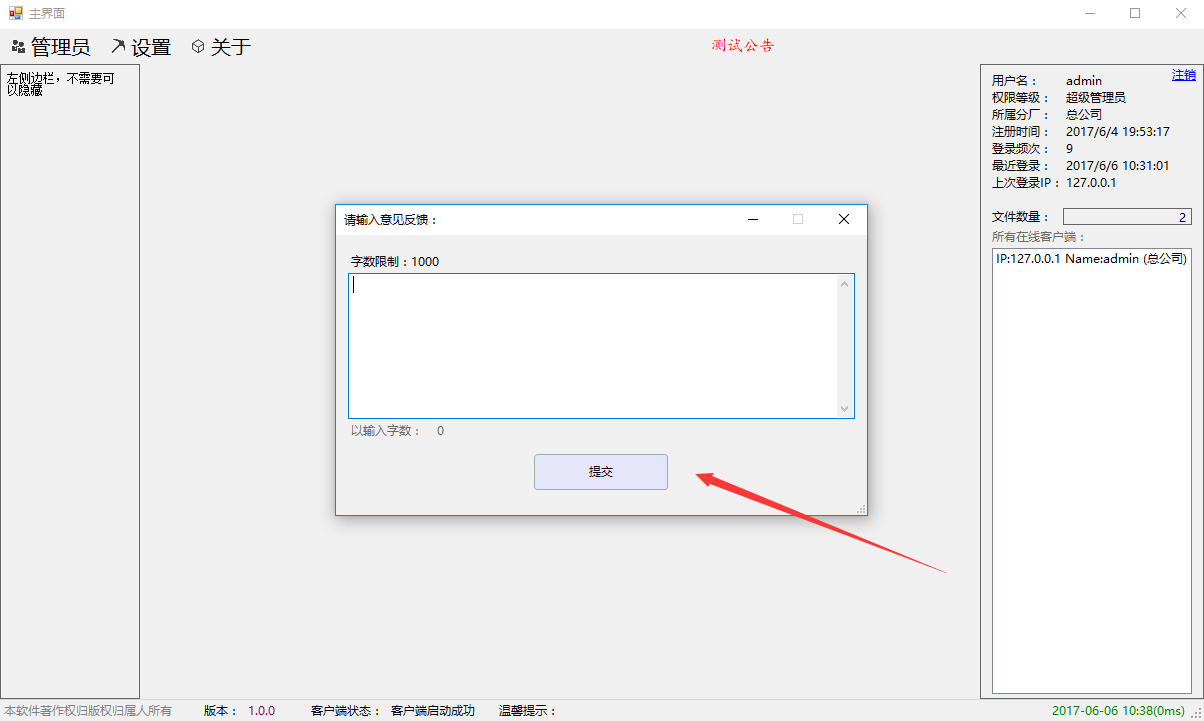 主界面
管理员 设置 关于
测试公告
左侧边栏，不需要可
以隐藏
注销
用户名： admin
权限等级： 超级管理员
所属分厂： 总公司
注册时间： 2017/6/4 19:53:17
登录频次： 9
最近登录： 2017/6/6 10:31:01
上次登录IP： 127.0.0.1
文件数量： 2
所有在线客户端：
IP:127.0.0.1 Name:admin (总公司)
请输入意见反馈：
字数限制：1000
以输入字数： 0
提交
本软件著作权归版权归属人所有 版本： 1.0.0 客户端状态： 客户端启动成功 温馨提示： 2017-06-06 10:38(0ms)